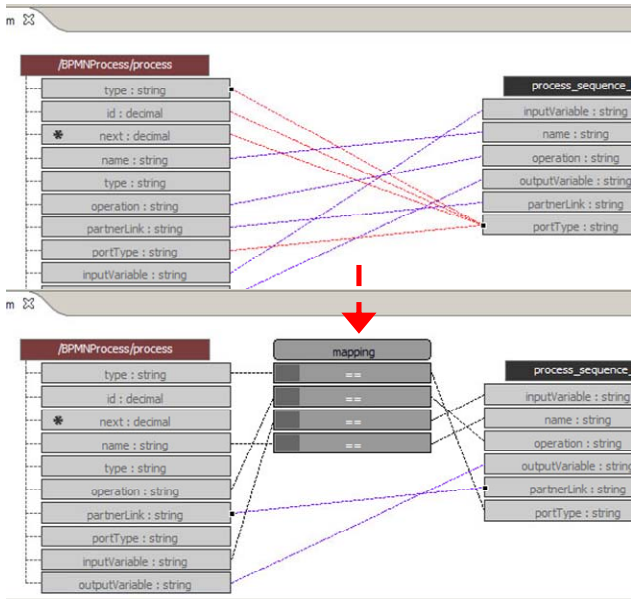 m
/BPMNProcess/process
type : string
id : decimal
* next : decimal
name : string
type : string
operation : string
partnerLink : string
portType : string
inputVariable : string
process_sequence_
inputVariable : string
name : string
operation : string
outputVariable : string
partnerLink : string
portType : string
m
/BPMNProcess/process
type : string
id : decimal
* next : decimal
name : string
type : string
operation : string
partnerLink : string
portType : string
inputVariable : string
outputVariable : string
mapping
==
==
==
==
process_sequence_
inputVariable : string
name : string
operation : string
outputVariable : string
partnerLink : string
portType : string